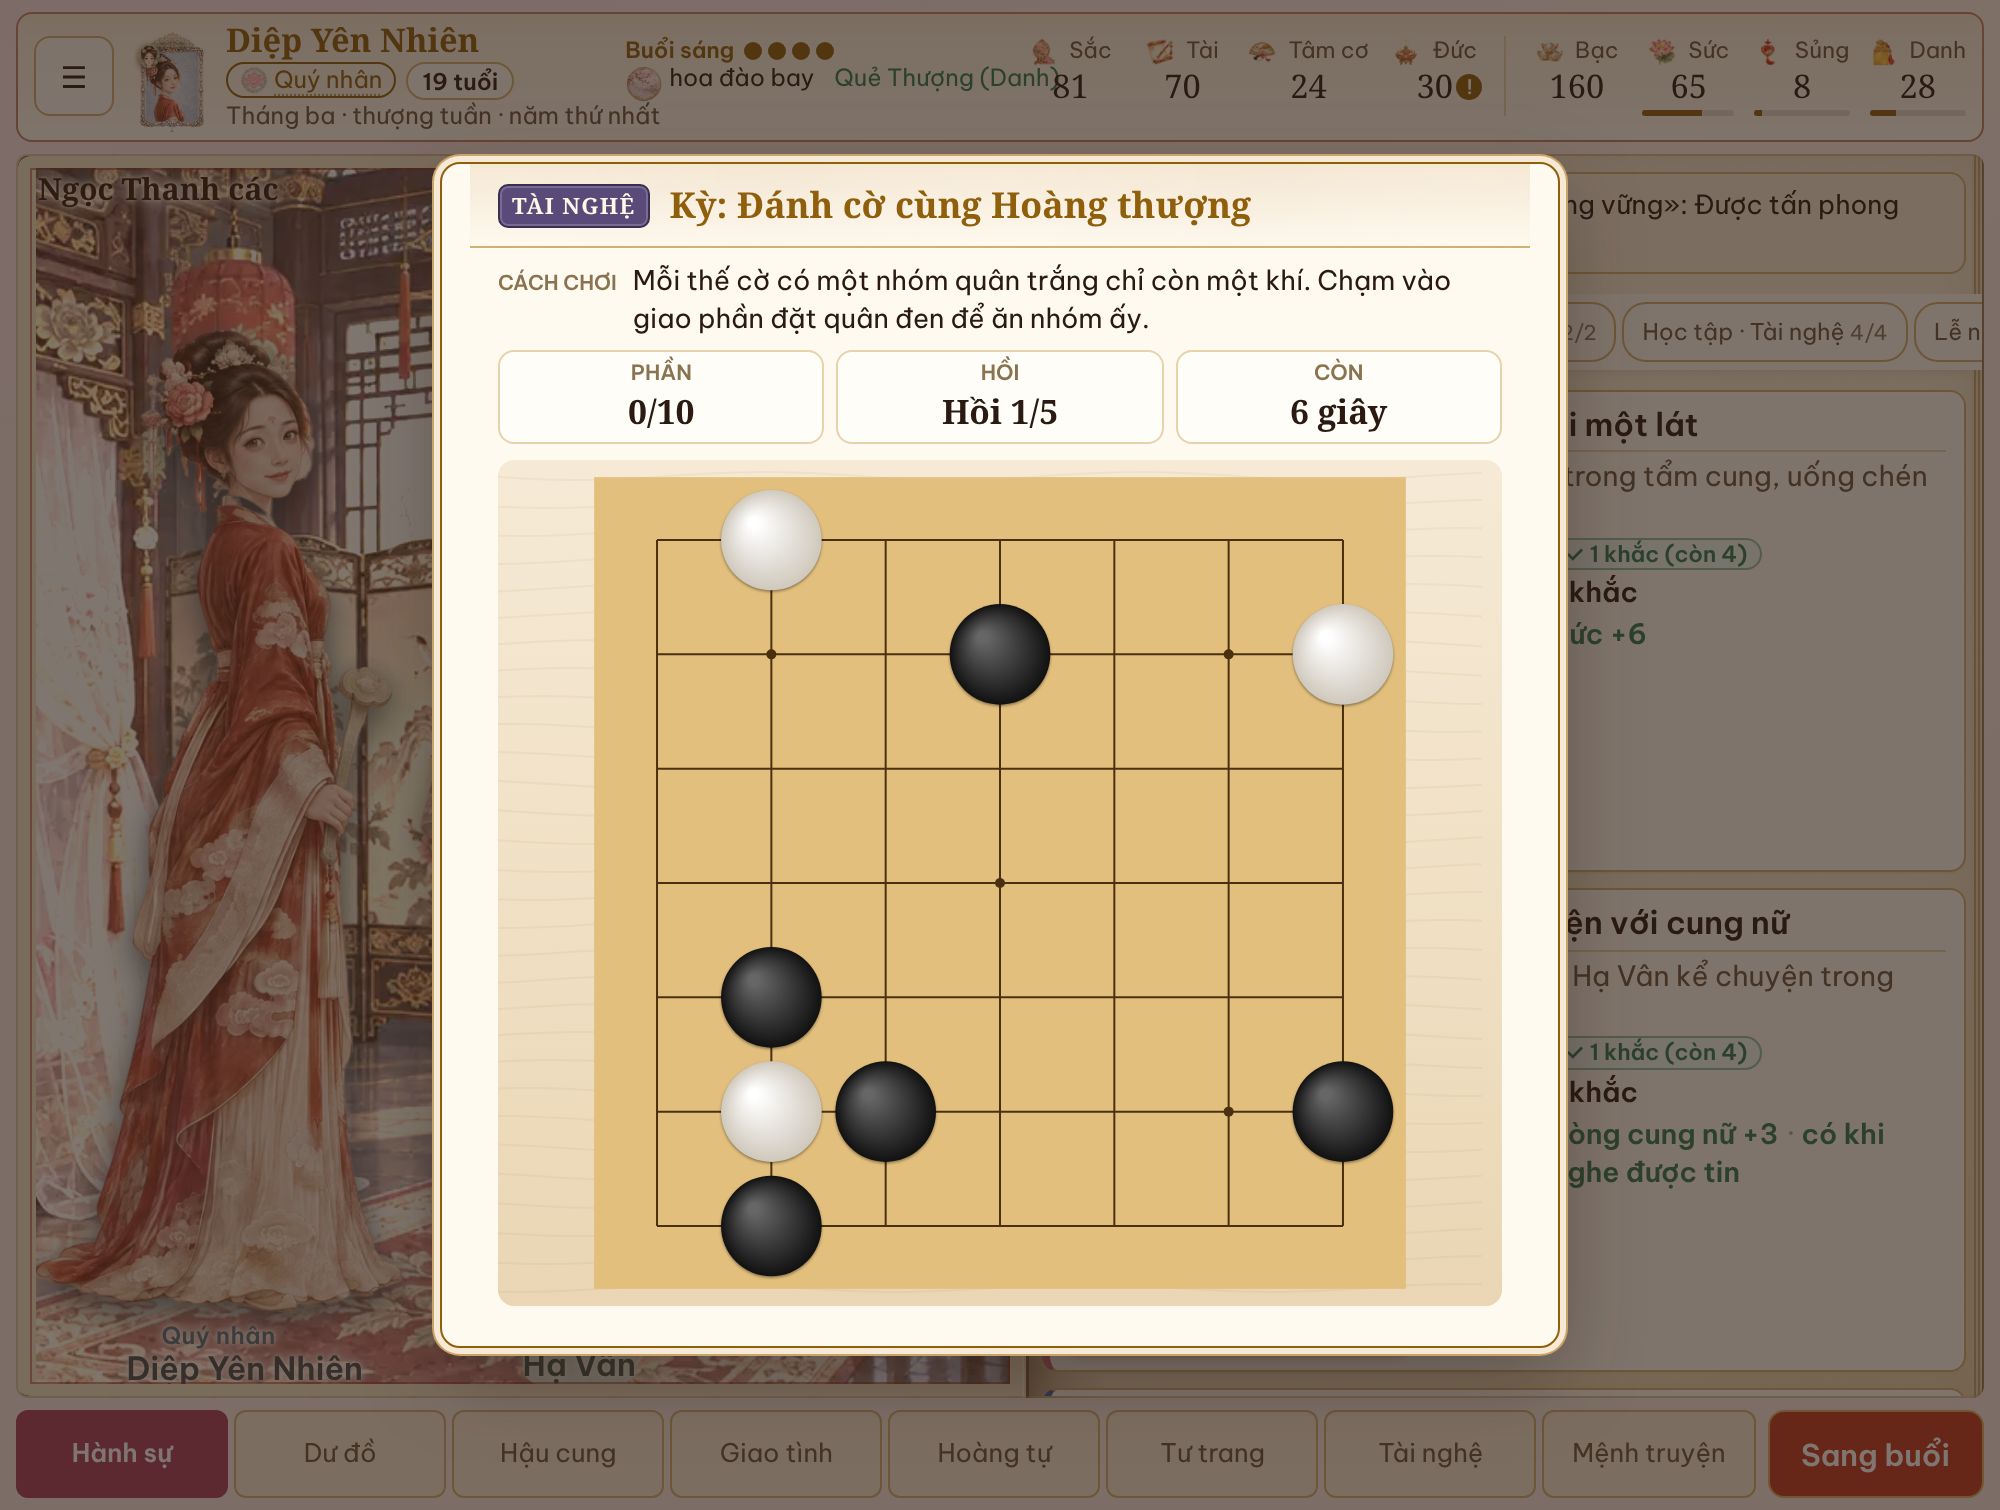 Diệp Yên Nhiên
Quý nhân
19 tuổi
Tháng ba · thượng tuần · năm thứ nhất
Buổi sáng
hoa đào bay
Quẻ Thượng (Danh)
Sắc
81
Tài
70
Tâm cơ
24
Đức
30!
Bạc
160
Sức
65
Sủng
8
Danh
28
Ngọc Thanh các
TÀI NGHỆ
Kỳ: Đánh cờ cùng Hoàng thượng
CÁCH CHƠI
Mỗi thế cờ có một nhóm quân trắng chỉ còn một khí. Chạm vào
giao phần đặt quân đen để ăn nhóm ấy.
PHẦN
0/10
HỒI
Hồi 1/5
CÒN
6 giây
ng vững»: Được tấn phong
2/2
Học tập · Tài nghệ 4/4
Lễ n
i một lát
trong tẩm cung, uống chén
✓ 1 khắc (còn 4)
khắc
ức +6
ện với cung nữ
Hạ Vân kể chuyện trong
✓ 1 khắc (còn 4)
khắc
òng cung nữ +3 · có khi
ghe được tin
Quý nhân
Diệp Yên Nhiên
Hạ Vân
Hành sự
Dư đồ
Hậu cung
Giao tình
Hoàng tự
Tư trang
Tài nghệ
Mệnh truyện
Sang buổi